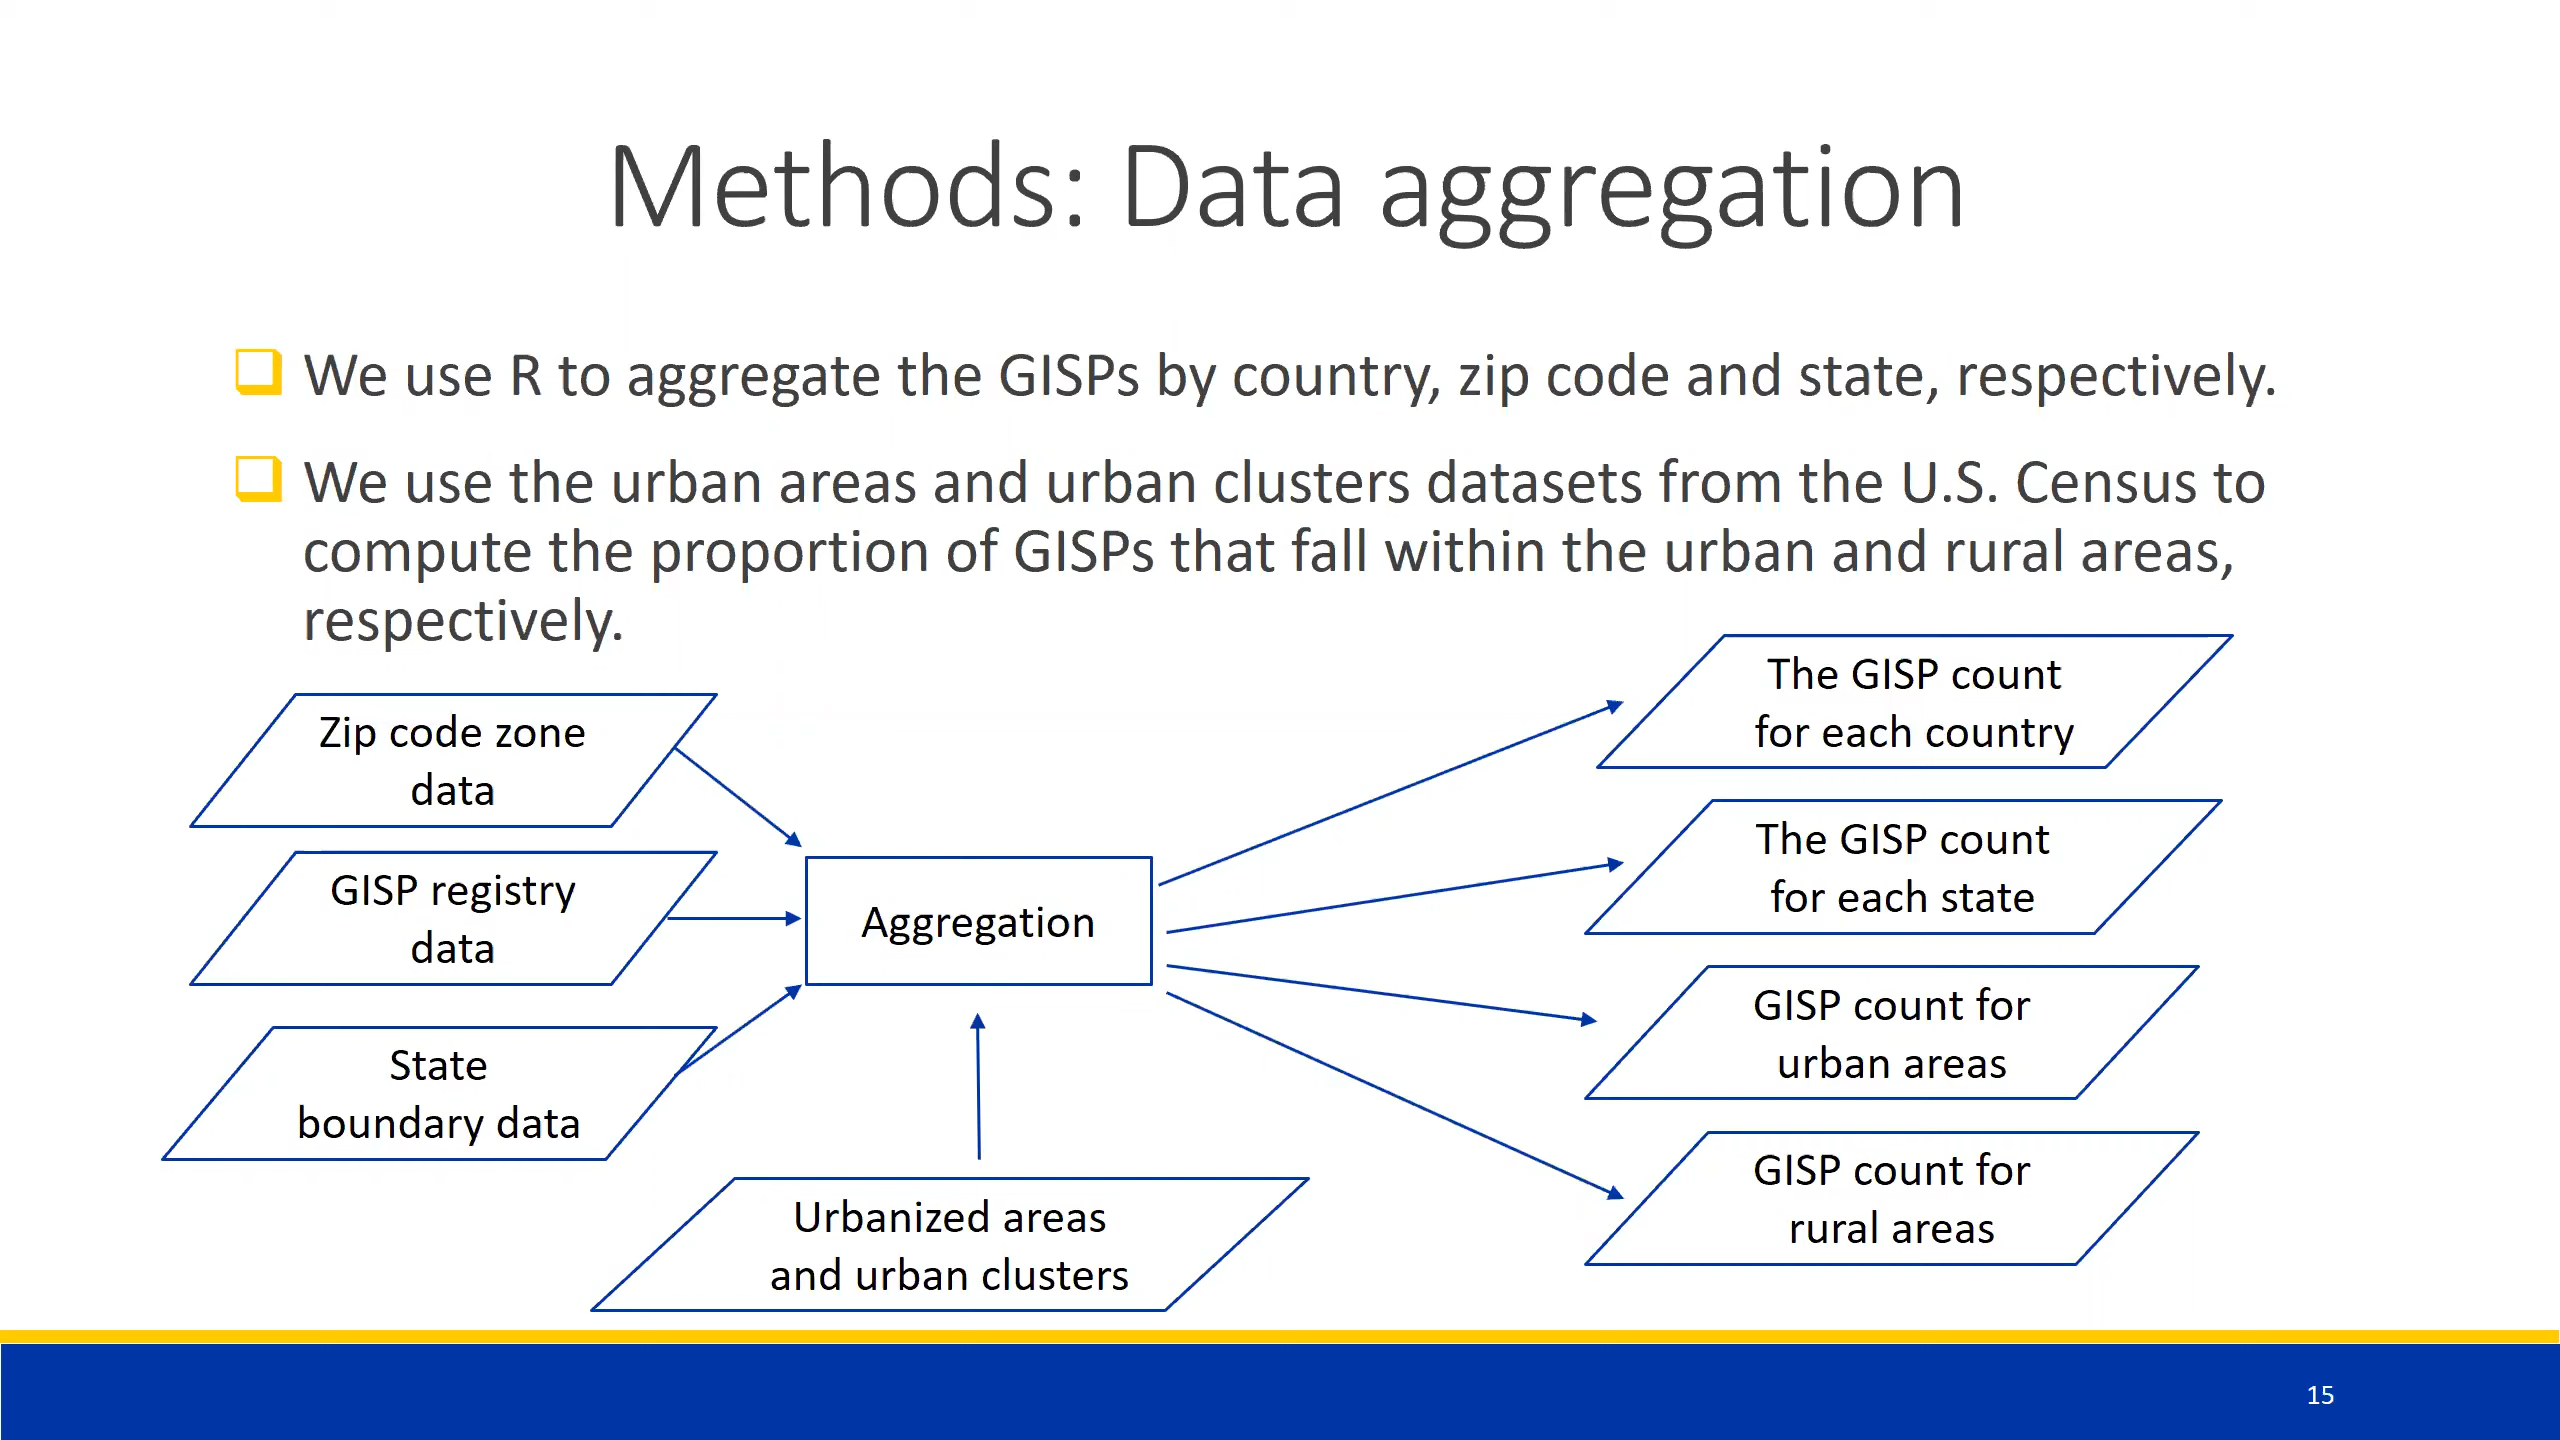 Methods: Data aggregation
We use R to aggregate the GISPs by country, zip code and state, respectively.
We use the urban areas and urban clusters datasets from the U.S. Census to
compute the proportion of GISPs that fall within the urban and rural areas,
respectively.
Zip code zone
data
GISP registry
data
State
boundary data
Urbanized areas
and urban clusters
Aggregation
The GISP count
for each country
The GISP count
for each state
GISP count for
urban areas
GISP count for
rural areas
15